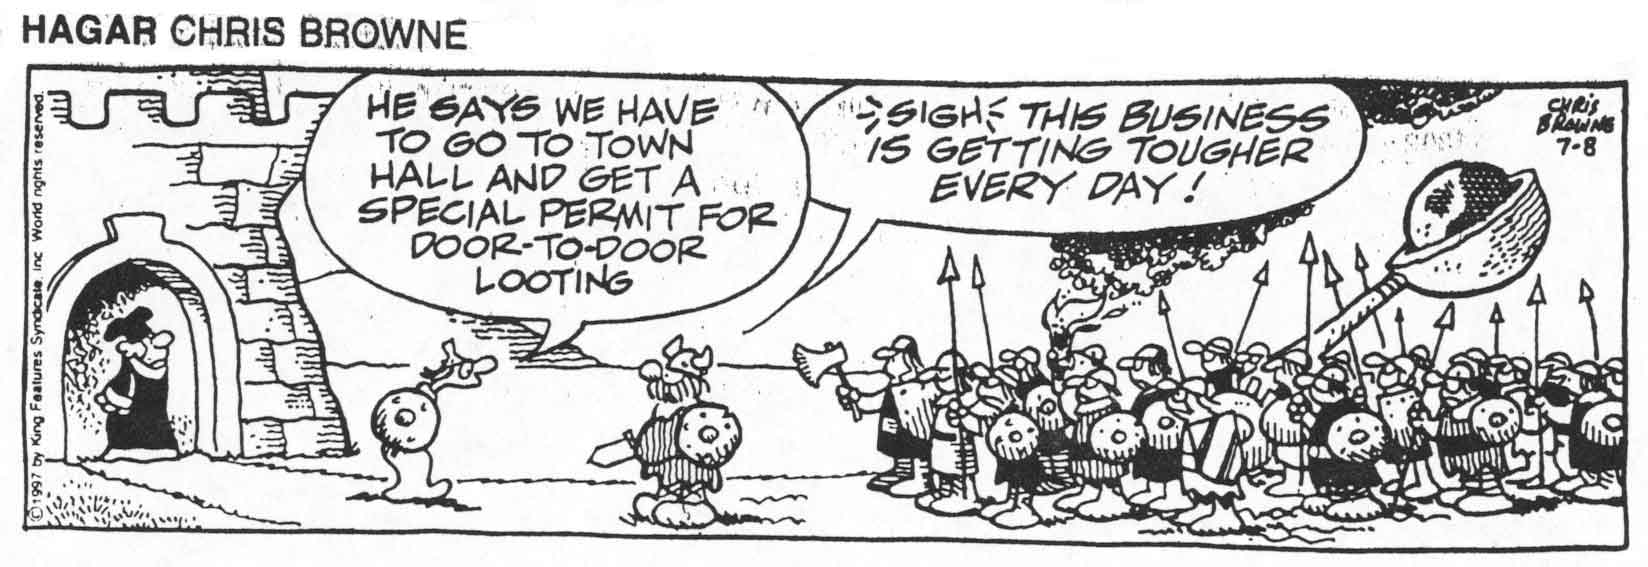 HAGAR CHRIS BROWNE
HE SAYS WE HAVE
TO GO TO TOWN
HALL AND GET A
SPECIAL PERMIT FOR
DOOR-TO-DOOR
LOOTING
SIGH THIS BUSINESS
IS GETTING TOUGHER
EVERY DAY!
CHRIS
BROWNE
7-8
©1997 by King Features Syndicate, Inc. World rights reserved.